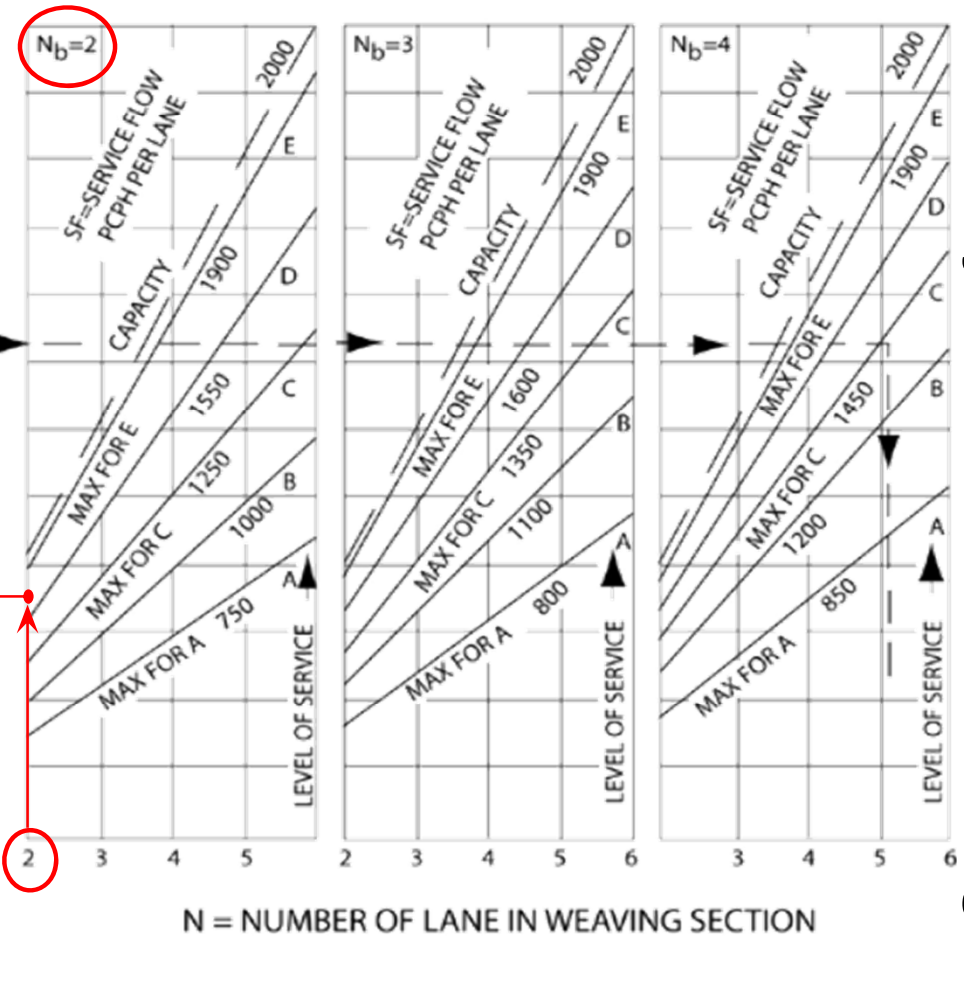 N_b=2
2000
SF=SERVICE FLOW
PCPH PER LANE
E
CAPACITY
1900
D
MAX FOR E
1550
C
1250
B
1000
MAX FOR C
A
750
MAX FOR A
LEVEL OF SERVICE
2 3 4 5
N_b=3
2000
SF=SERVICE FLOW
PCPH PER LANE
E
1900
CAPACITY
D
C
MAX FOR E
1600
B
1350
MAX FOR C
1100
A
800
MAX FOR A
LEVEL OF SERVICE
2 3 4 5 6
N_b=4
2000
SF=SERVICE FLOW
PCPH PER LANE
E
1900
D
CAPACITY
C
MAX FOR E
B
1450
MAX FOR C
1200
A
850
MAX FOR A
LEVEL OF SERVICE
3 4 5 6
N = NUMBER OF LANE IN WEAVING SECTION